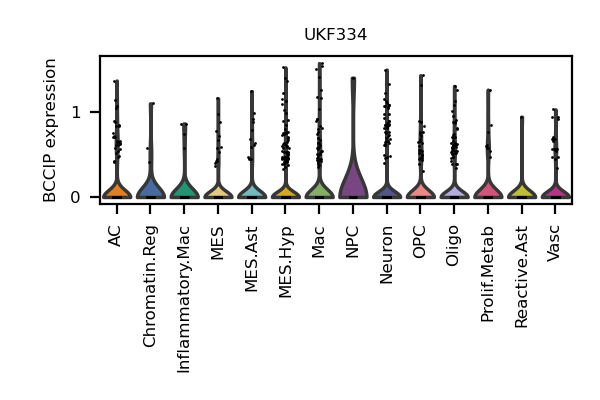 UKF334
BCCIP expression
1
0
AC
Chromatin.Reg
Inflammatory.Mac
MES
MES.Ast
MES.Hyp
Mac
NPC
Neuron
OPC
Oligo
Prolif.Metab
Reactive.Ast
Vasc